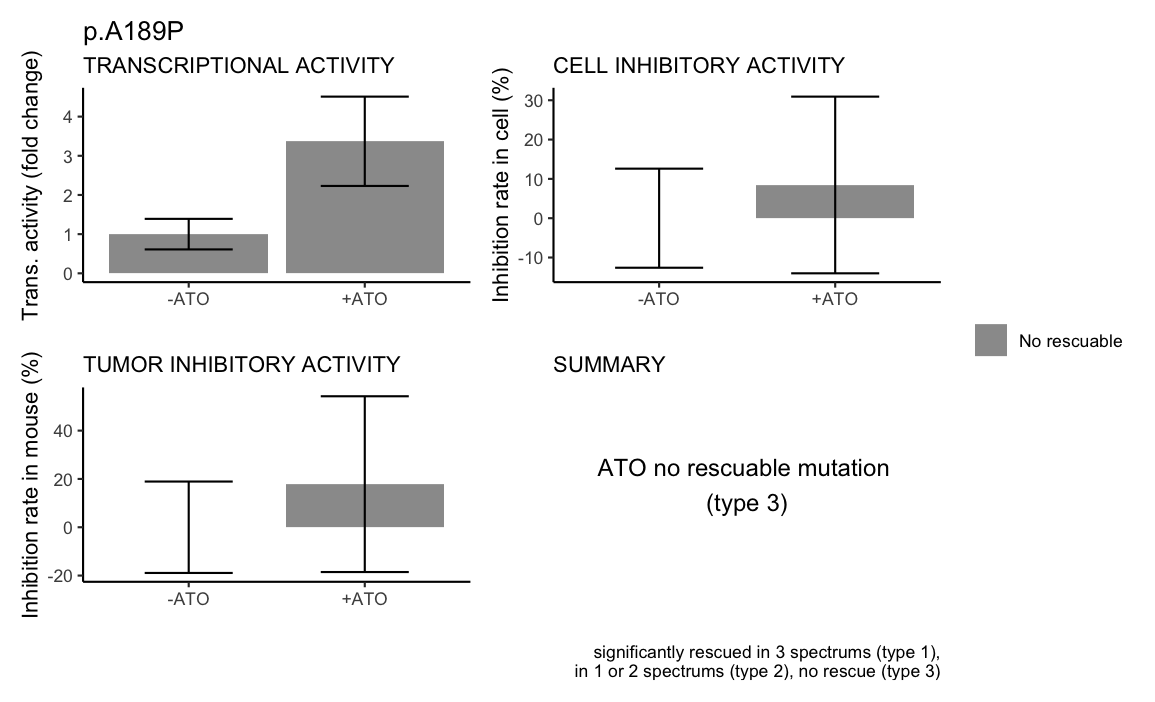 p.A189P
TRANSCRIPTIONAL ACTIVITY
Trans. activity (fold change)
4
3
2
1
0
-ATO
+ATO
CELL INHIBITORY ACTIVITY
Inhibition rate in cell (%)
30
20
10
0
-10
-ATO
+ATO
No rescuable
TUMOR INHIBITORY ACTIVITY
Inhibition rate in mouse (%)
40
20
0
-20
-ATO
+ATO
SUMMARY
ATO no rescuable mutation
(type 3)
significantly rescued in 3 spectrums (type 1),
in 1 or 2 spectrums (type 2), no rescue (type 3)